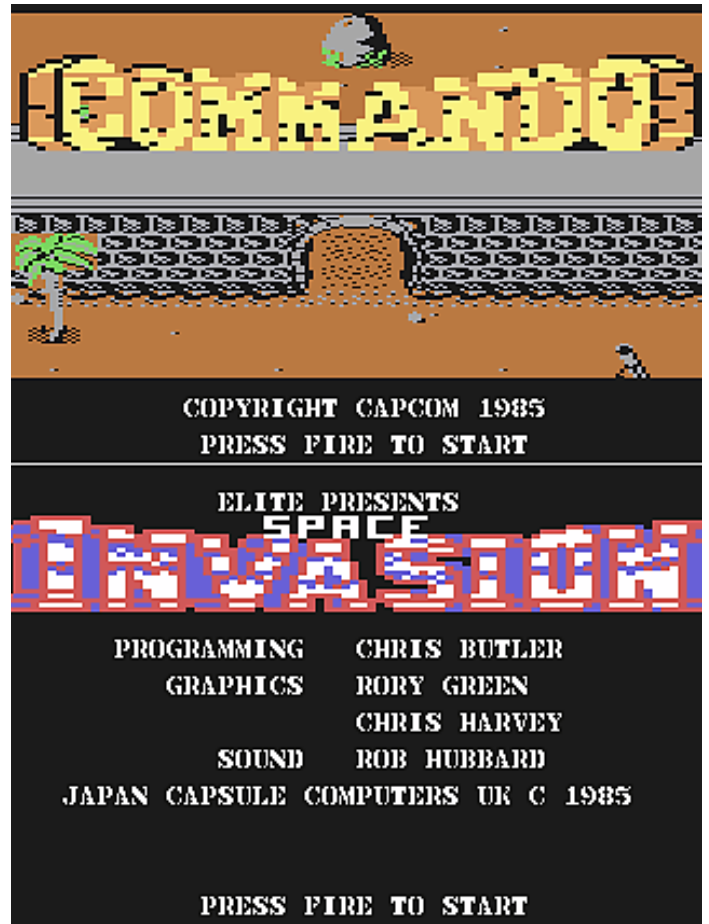 COMMANDO
COPYRIGHT CAPCOM 1985
PRESS FIRE TO START
ELITE PRESENTS
SPACE
INVASION
PROGRAMMING CHRIS BUTLER
GRAPHICS RORY GREEN
CHRIS HARVEY
SOUND ROB HUBBARD
JAPAN CAPSULE COMPUTERS UK C 1985
PRESS FIRE TO START